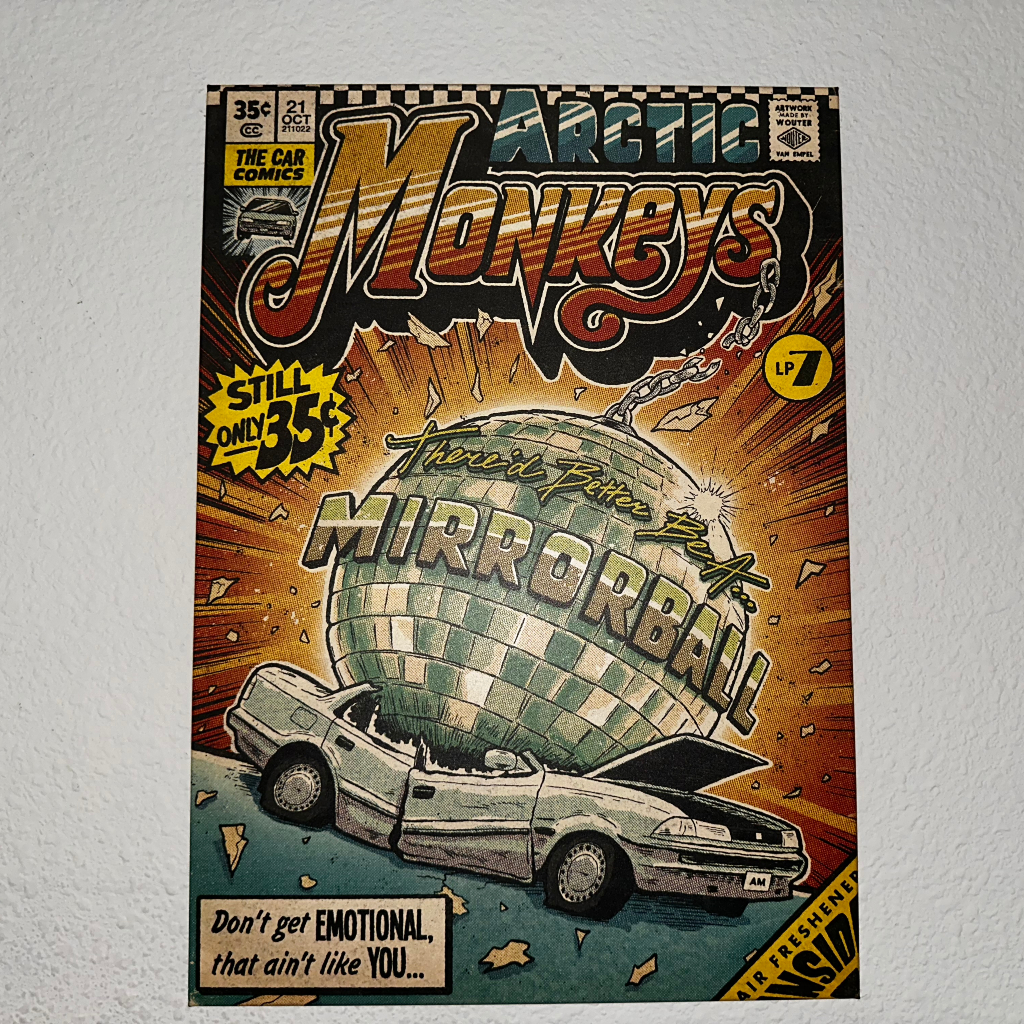 35¢
CC
21
OCT
211022
THE CAR
COMICS
ARCTIC
MONKEYS
ARTWORK
MADE BY
WOUTER
WOUTER
VAN EMPEL
LP7
STILL
ONLY 35¢
There'd Better Be A...
MIRRORBALL
AM
Don't get EMOTIONAL,
that ain't like YOU...
AIR FRESHENER
INSIDE